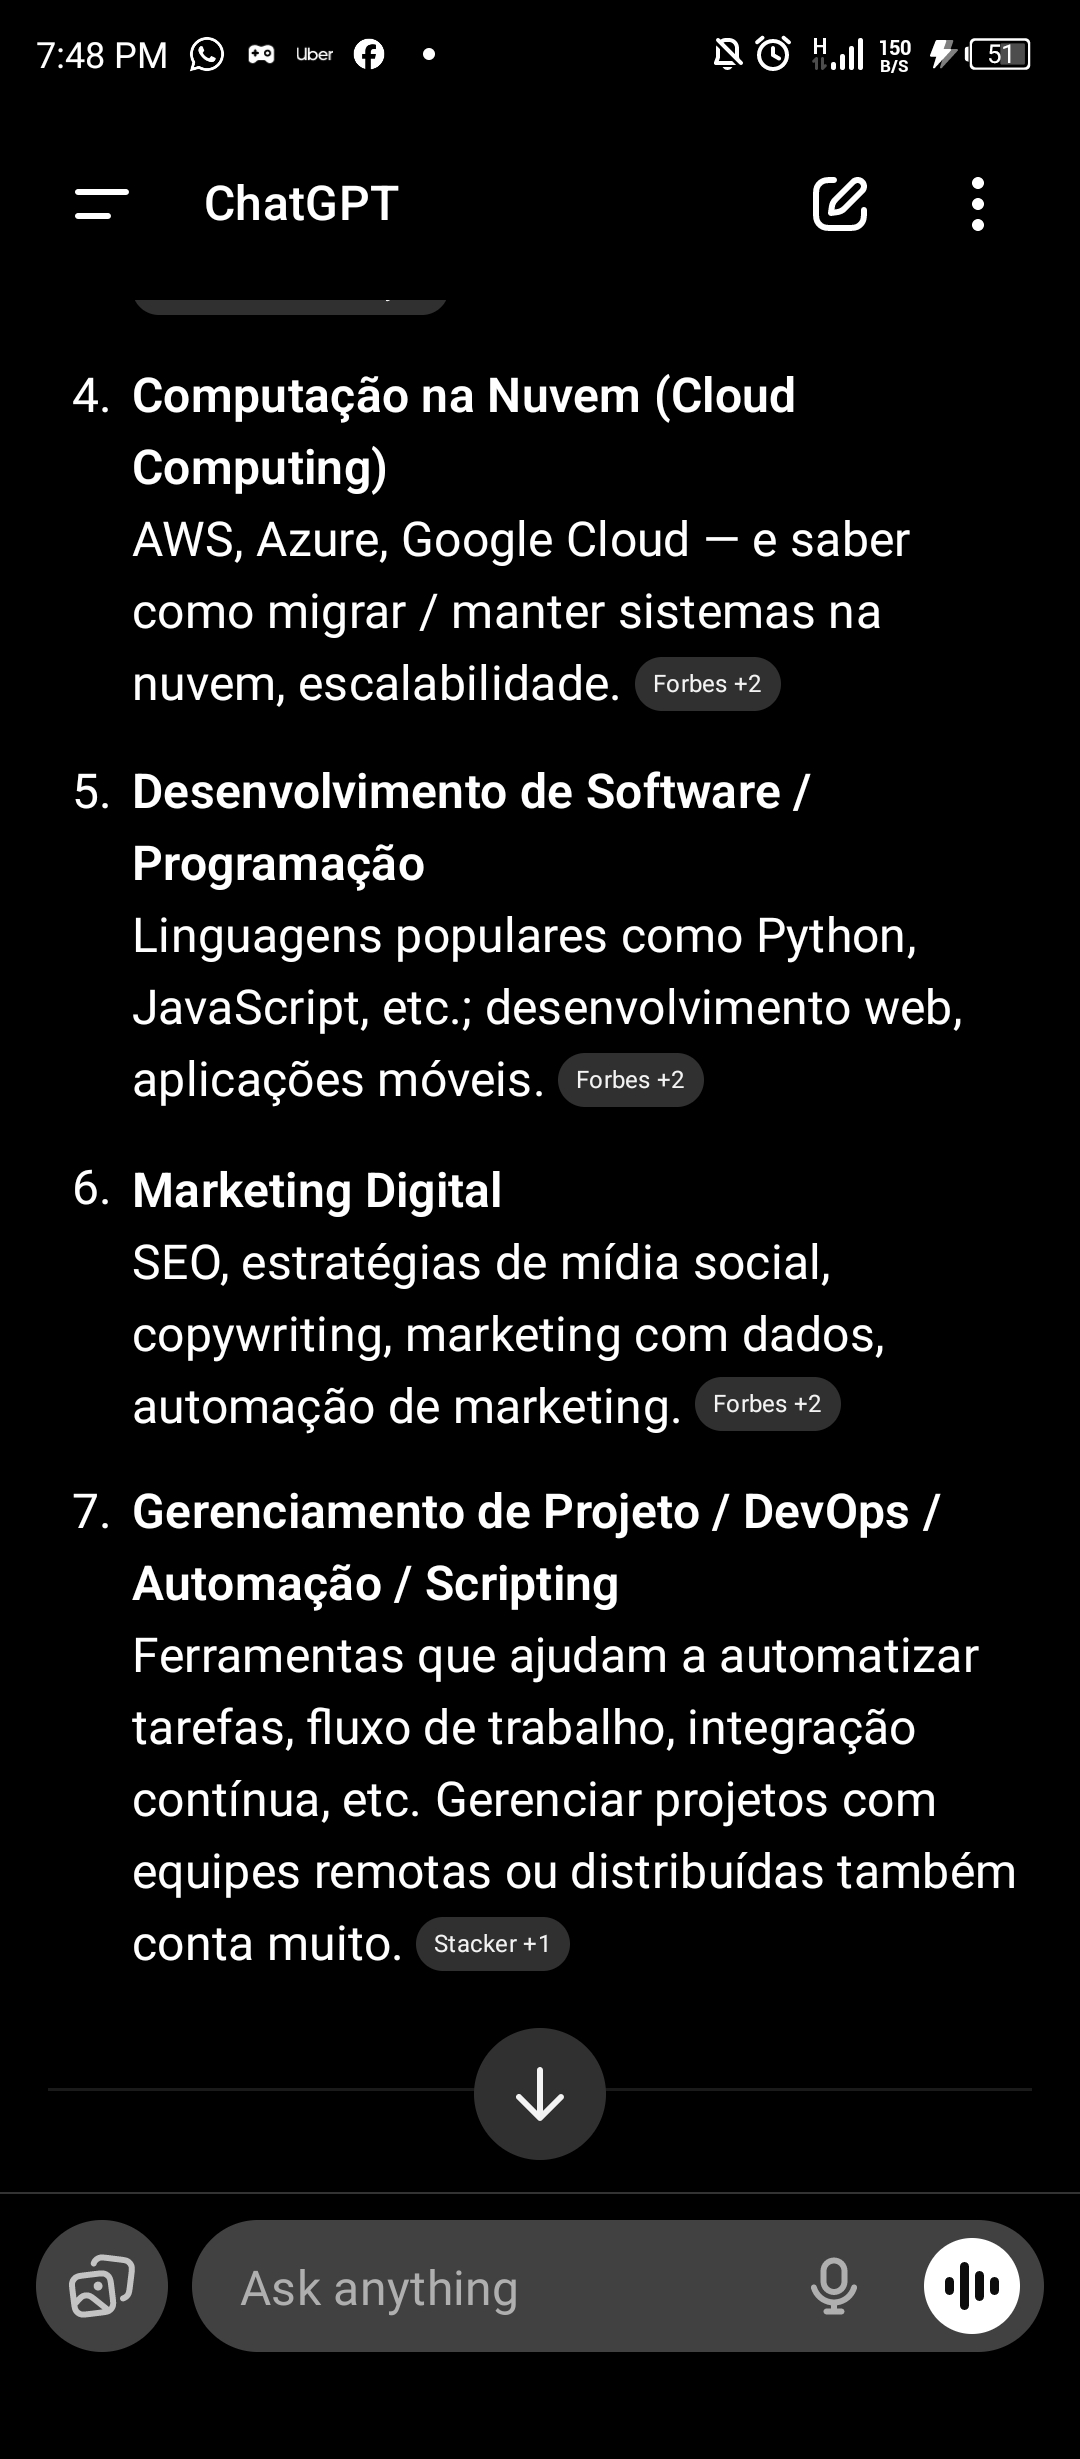 7:48 PM Uber H 150 B/S 51
ChatGPT
4. Computação na Nuvem (Cloud
Computing)
AWS, Azure, Google Cloud — e saber
como migrar / manter sistemas na
nuvem, escalabilidade. Forbes +2
5. Desenvolvimento de Software /
Programação
Linguagens populares como Python,
JavaScript, etc.; desenvolvimento web,
aplicações móveis. Forbes +2
6. Marketing Digital
SEO, estratégias de mídia social,
copywriting, marketing com dados,
automação de marketing. Forbes +2
7. Gerenciamento de Projeto / DevOps /
Automação / Scripting
Ferramentas que ajudam a automatizar
tarefas, fluxo de trabalho, integração
contínua, etc. Gerenciar projetos com
equipes remotas ou distribuídas também
conta muito. Stacker +1
Ask anything